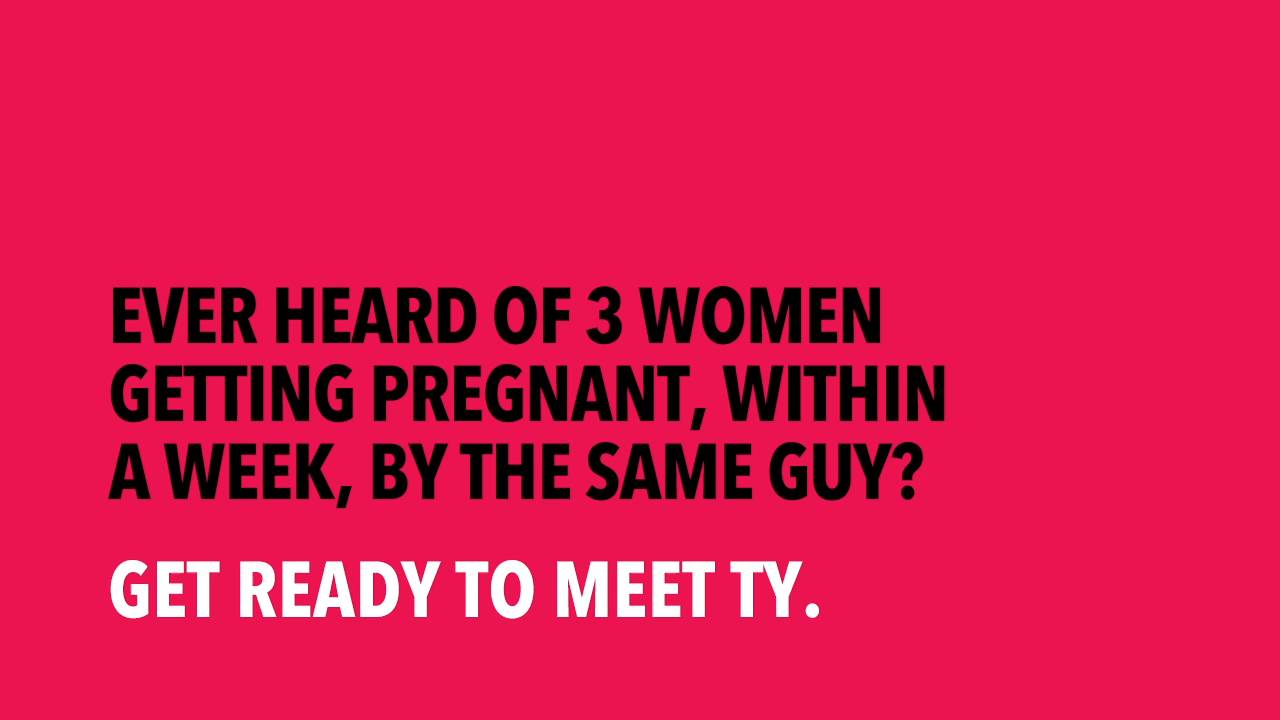 EVER HEARD OF 3 WOMEN
GETTING PREGNANT, WITHIN
A WEEK, BY THE SAME GUY?
GET READY TO MEET TY.